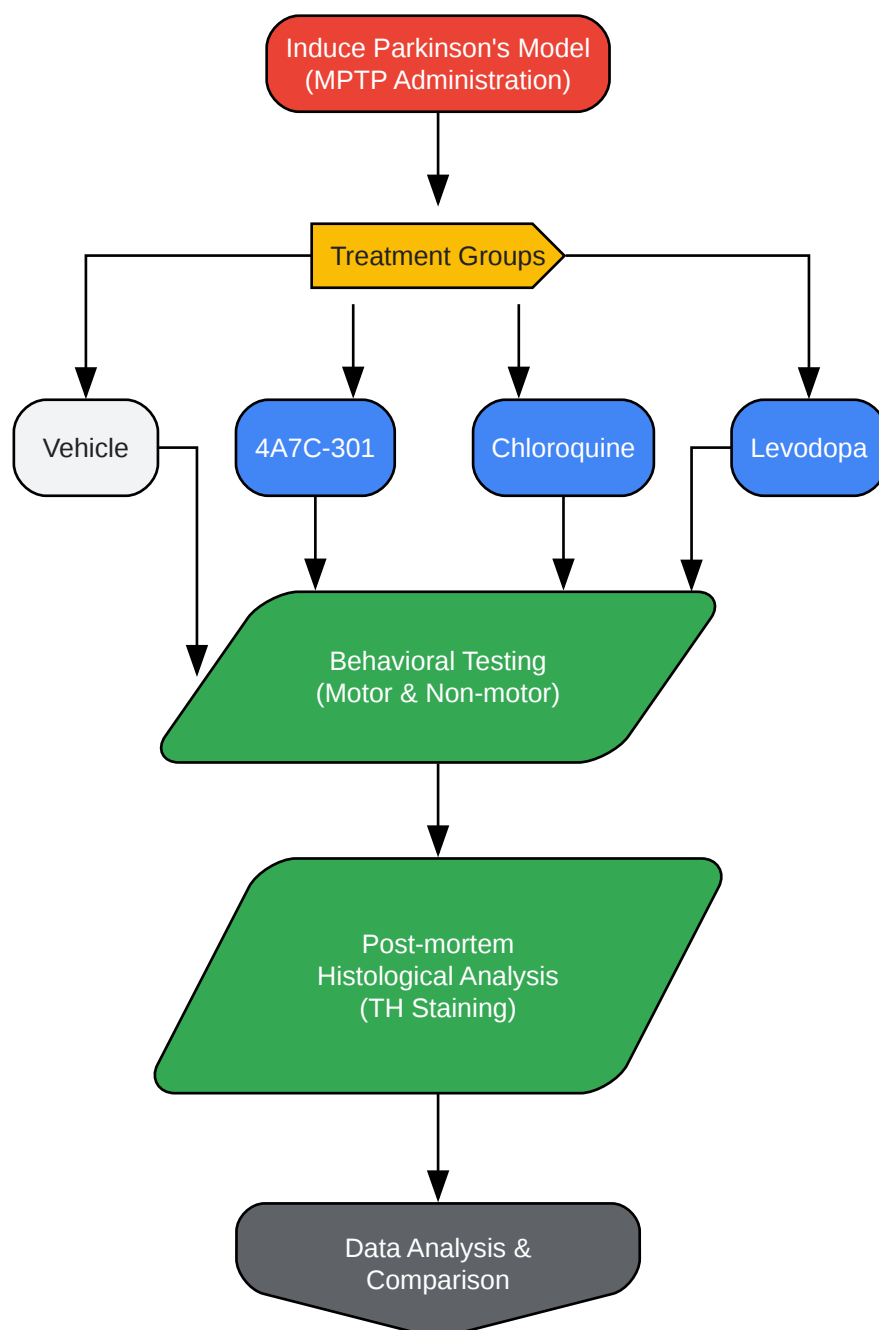 Induce Parkinson's Model
(MPTP Administration)
Treatment Groups
Vehicle
4A7C-301
Chloroquine
Levodopa
Behavioral Testing
(Motor & Non-motor)
Post-mortem
Histological Analysis
(TH Staining)
Data Analysis &
Comparison